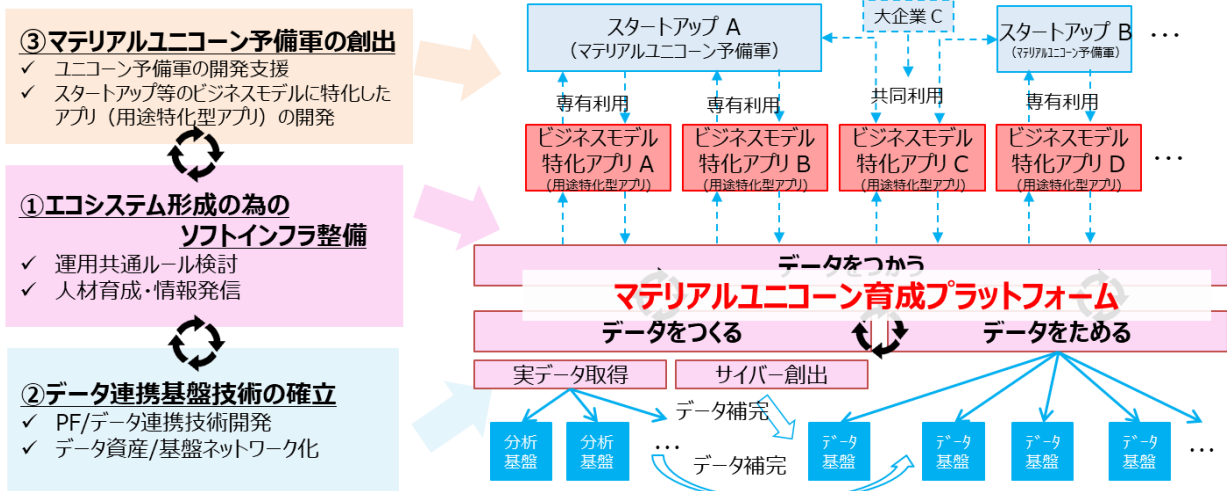 ③マテリアルユニコーン予備軍の創出
✓ ユニコーン予備軍の開発支援
✓ スタートアップ等のビジネスモデルに特化した
アプリ（用途特化型アプリ）の開発
①エコシステム形成の為の
ソフトインフラ整備
✓ 運用共通ルール検討
✓ 人材育成・情報発信
②データ連携基盤技術の確立
✓ PF/データ連携技術開発
✓ データ資産/基盤ネットワーク化
スタートアップ A
（マテリアルユニコーン予備軍）
大企業 C
スタートアップ B
（マテリアルユニコーン予備軍）
…
専有利用
専有利用
共同利用
専有利用
ビジネスモデル
特化アプリ A
（用途特化型アプリ）
ビジネスモデル
特化アプリ B
（用途特化型アプリ）
ビジネスモデル
特化アプリ C
（用途特化型アプリ）
ビジネスモデル
特化アプリ D
（用途特化型アプリ）
…
データをつかう
マテリアルユニコーン育成プラットフォーム
データをつくる
データをためる
実データ取得
サイバー創出
データ補完
分析
基盤
分析
基盤
…
データ補完
データ
基盤
データ
基盤
データ
基盤
データ
基盤
…